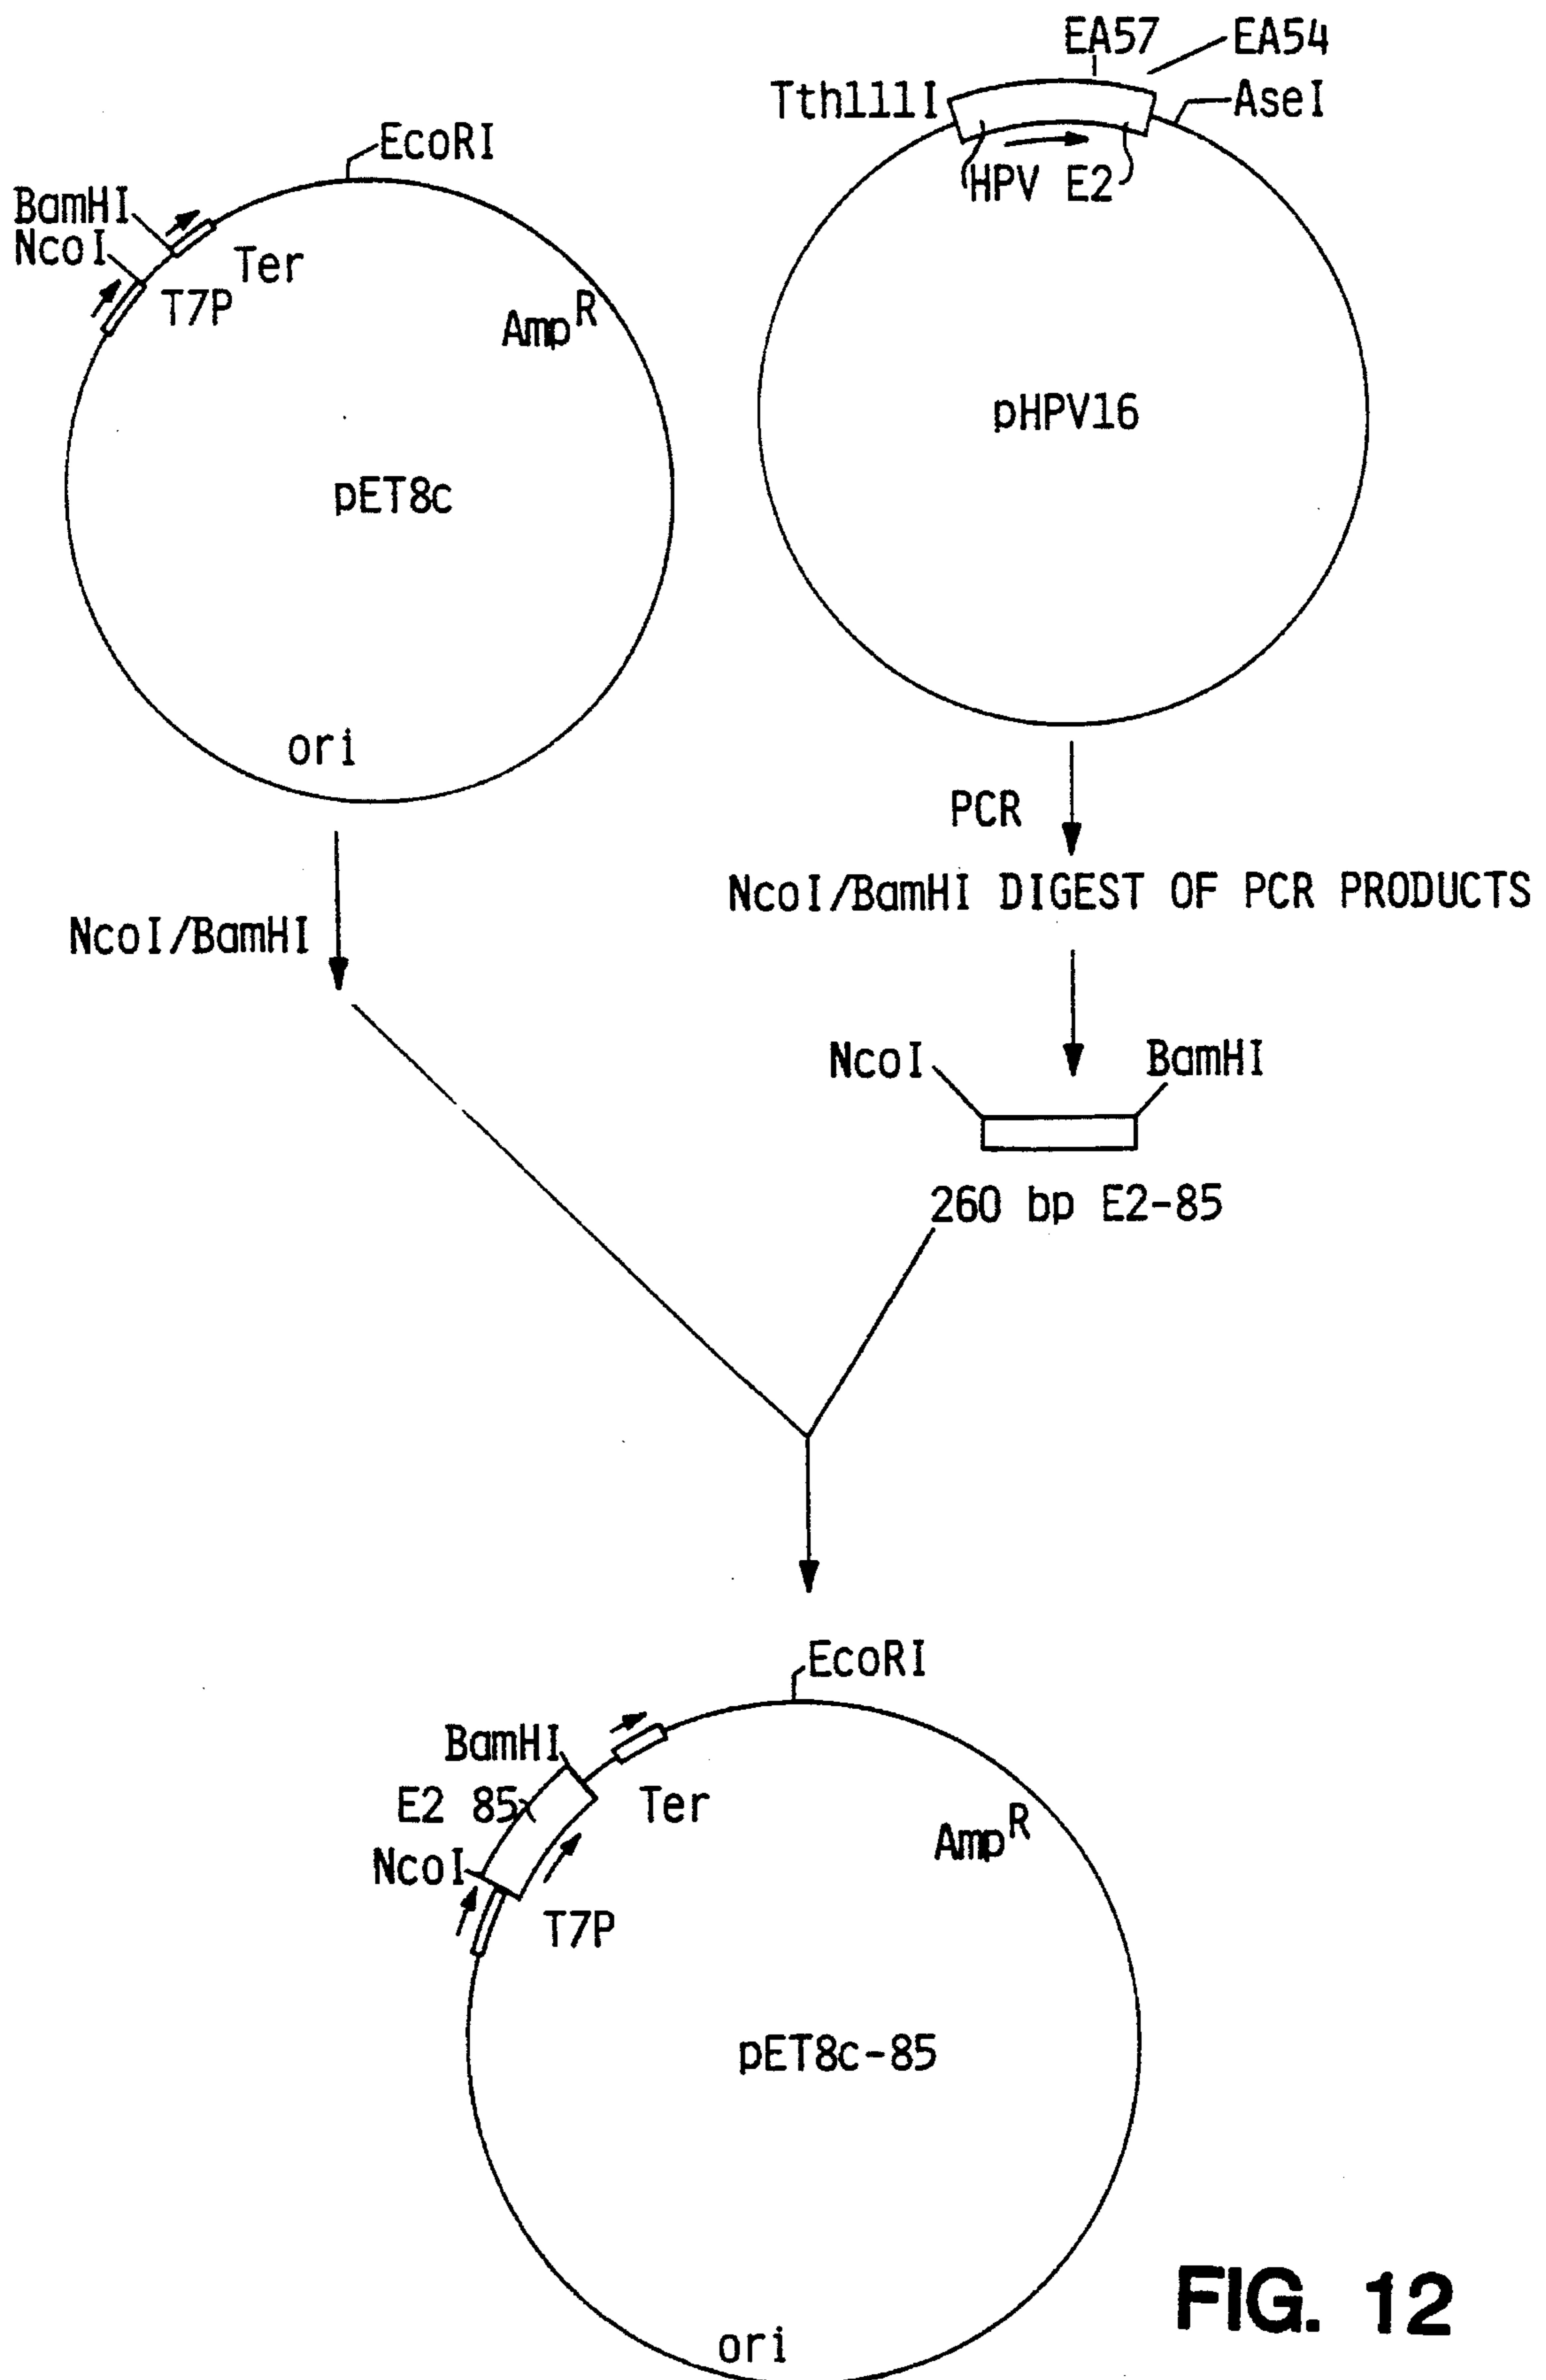 EcoRI
BamHI
NcoI
T7P
Ter
Amp R
pET8c
ori
EA57
EA54
Tth111I
AseI
HPV E2
pHPV16
PCR
NcoI/BamHI DIGEST OF PCR PRODUCTS
NcoI/BamHI
NcoI
BamHI
260 bp E2-85
EcoRI
BamHI
E2 85
NcoI
Ter
T7P
Amp R
pET8c-85
ori
FIG. 12